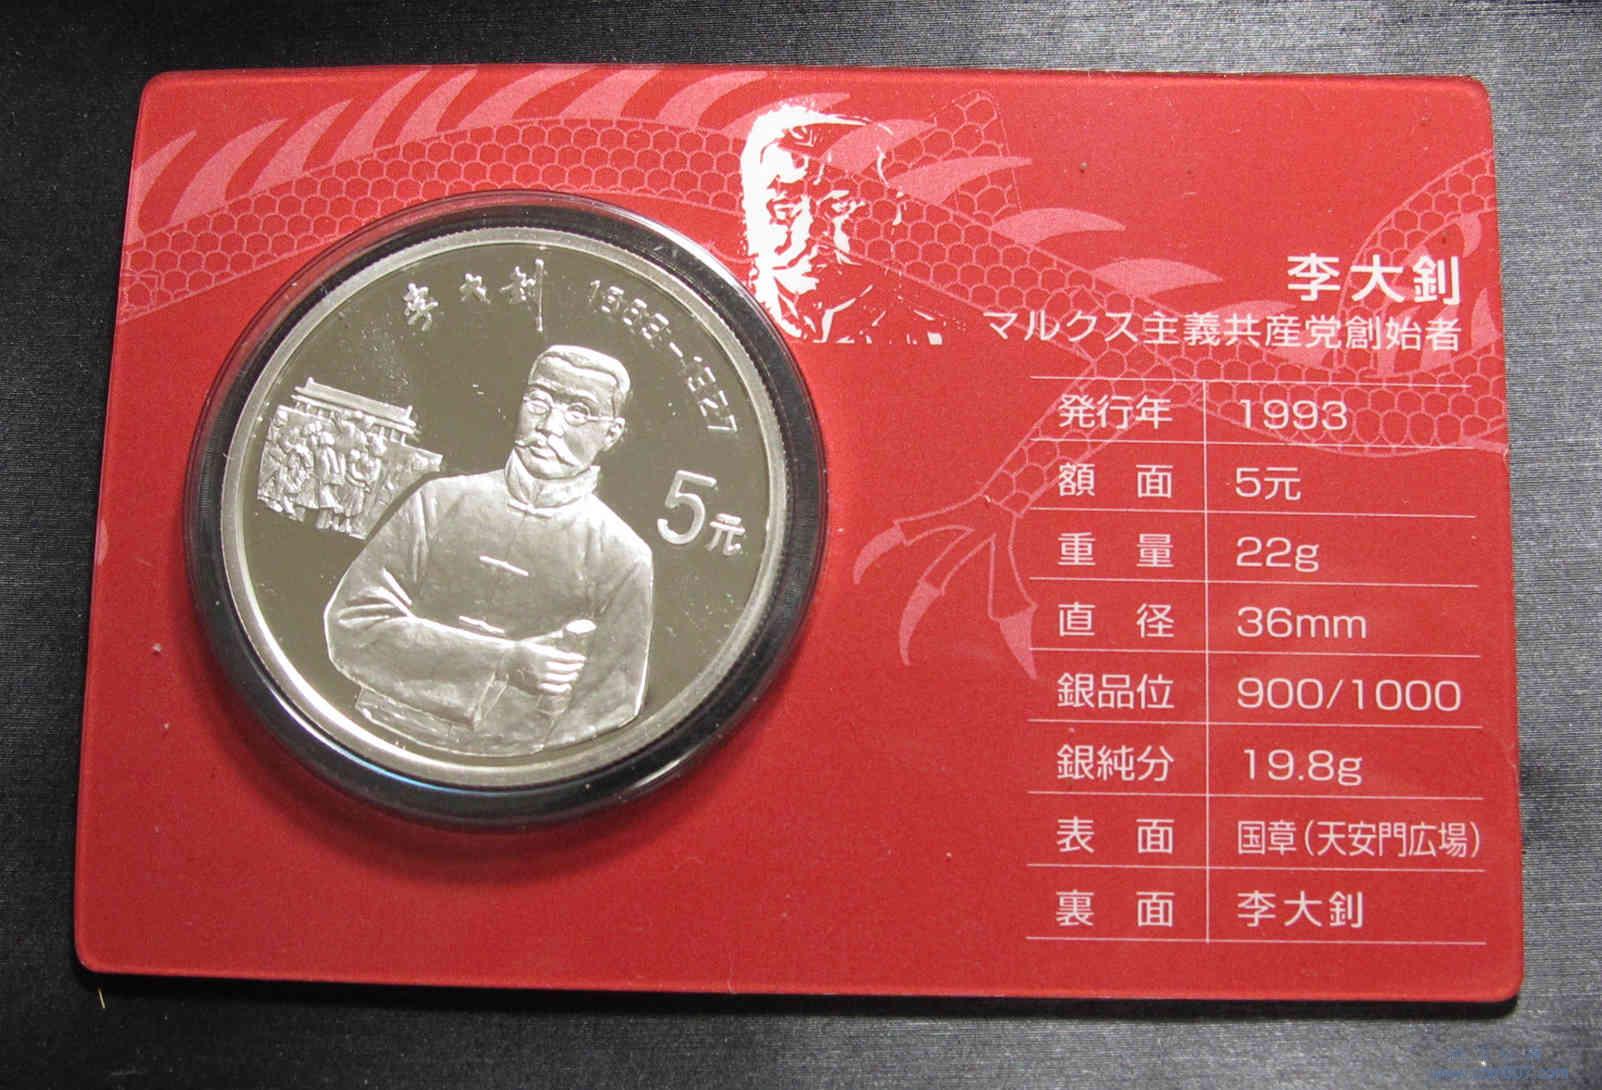 李大釗 1889-1927
5元
李大釗
マルクス主義共産党創始者
発行年 1993
額面 5元
重量 22g
直径 36mm
銀品位 900/1000
銀純分 19.8g
表面 国章(天安門広場)
裏面 李大釗